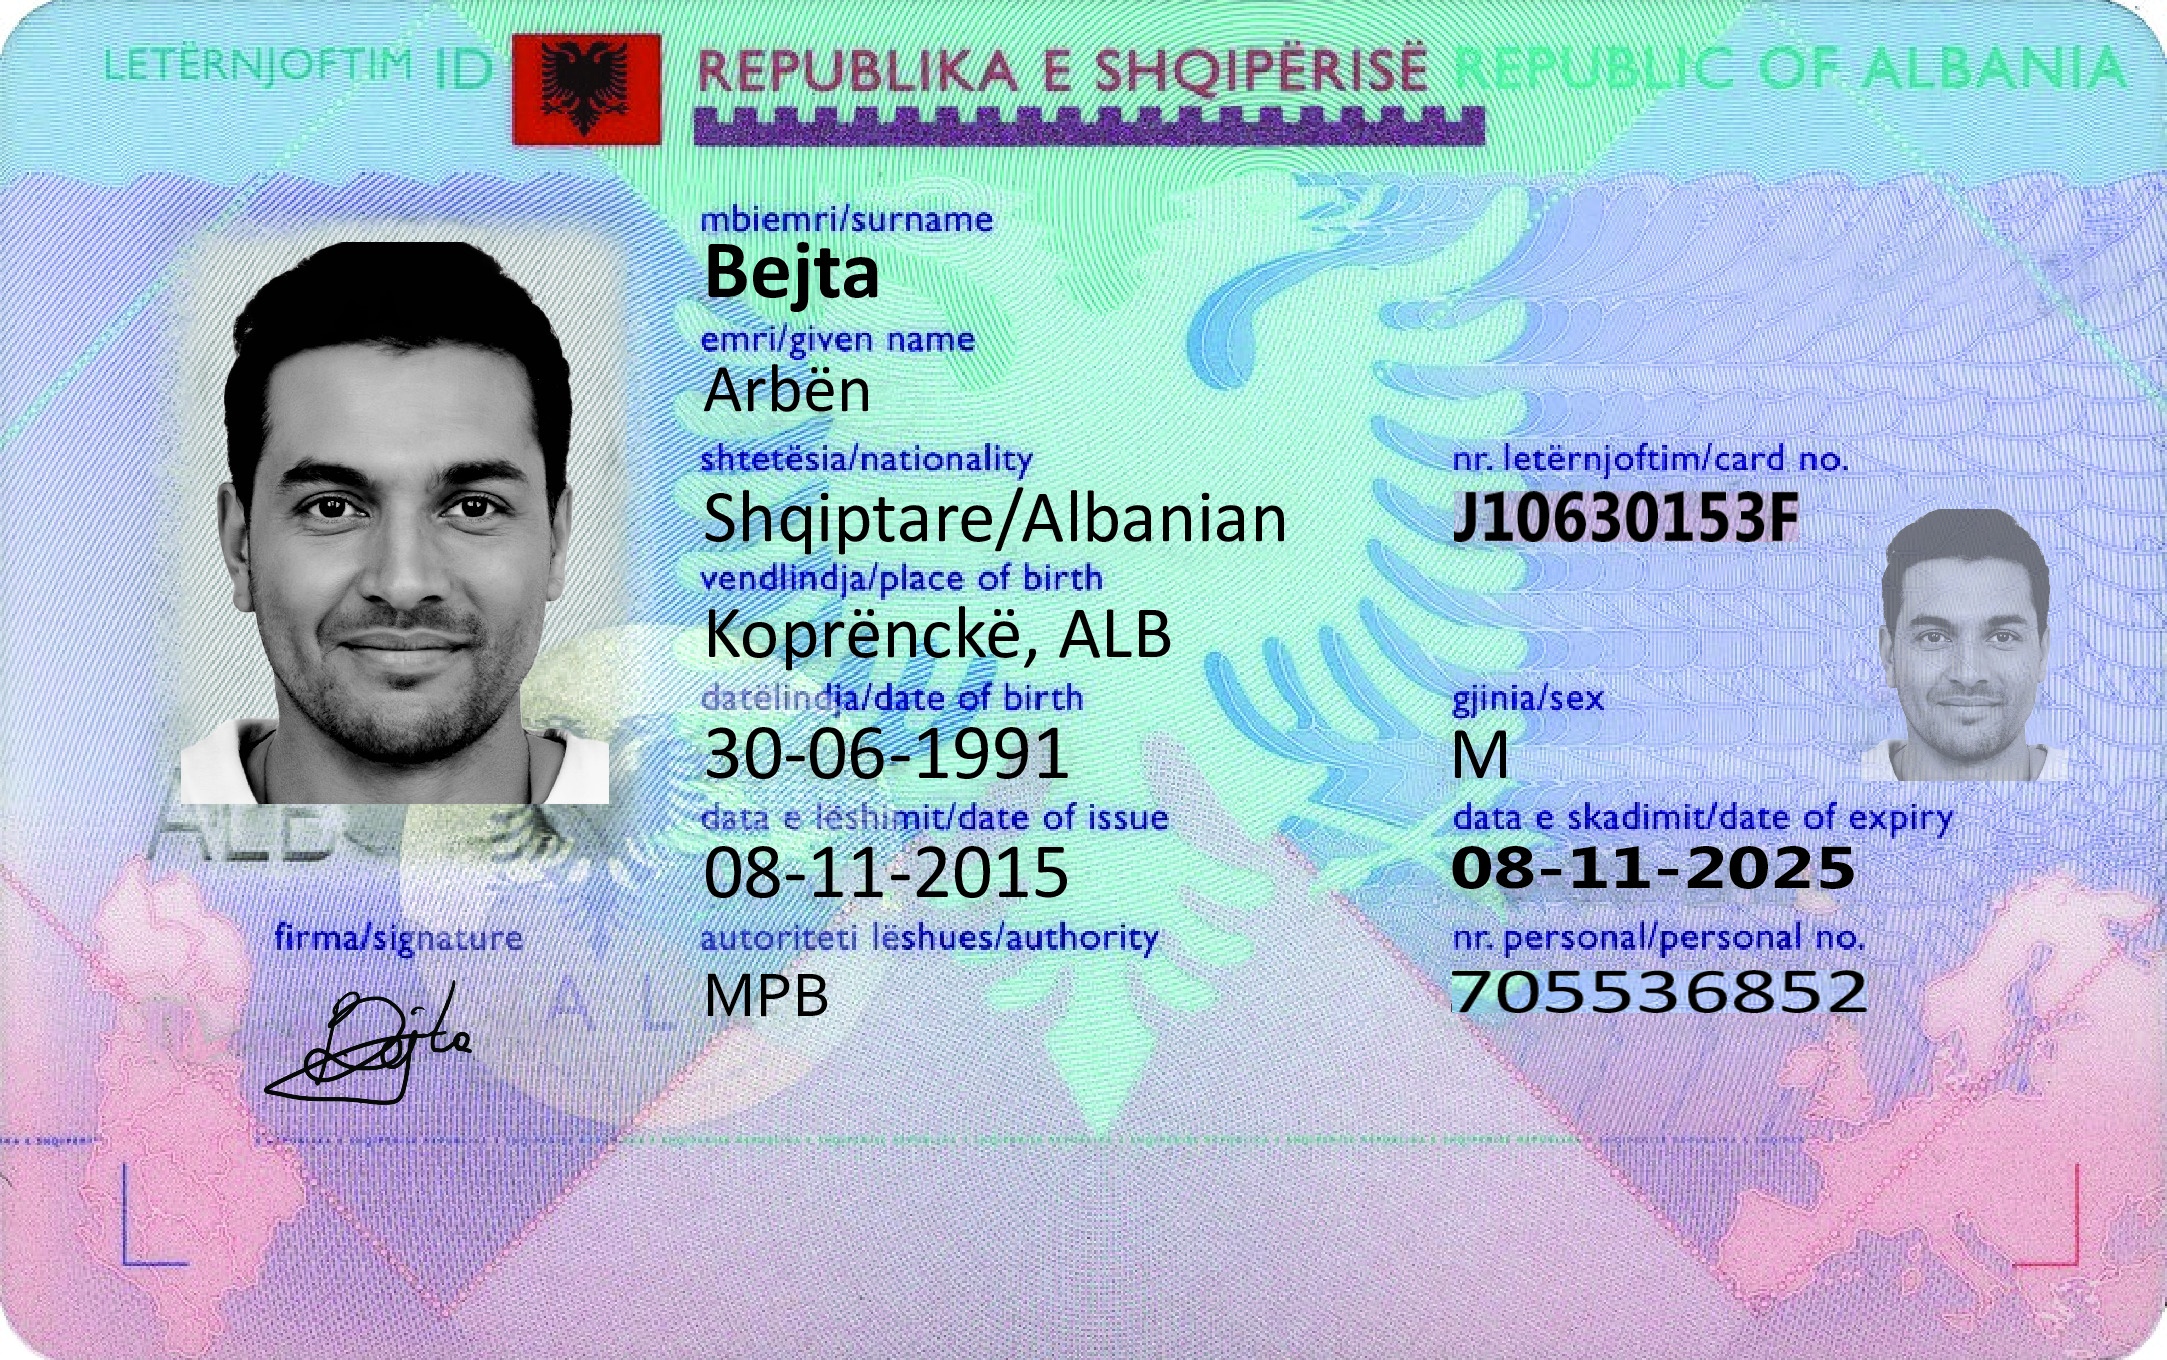 LETËRNJOFTIM ID REPUBLIKA E SHQIPËRISË REPUBLIC OF ALBANIA
mbiemri/surname
Bejta
emri/given name
Arbën
shtetësia/nationality nr. letërnjoftim/card no.
Shqiptare/Albanian J10630153F
vendlindja/place of birth
Koprënckë, ALB
datëlindja/date of birth gjinia/sex
30-06-1991 M
data e lëshimit/date of issue data e skadimit/date of expiry
08-11-2015 08-11-2025
ALB
firma/signature autoriteti lëshues/authority nr. personal/personal no.
Bejta MPB 705536852
A L